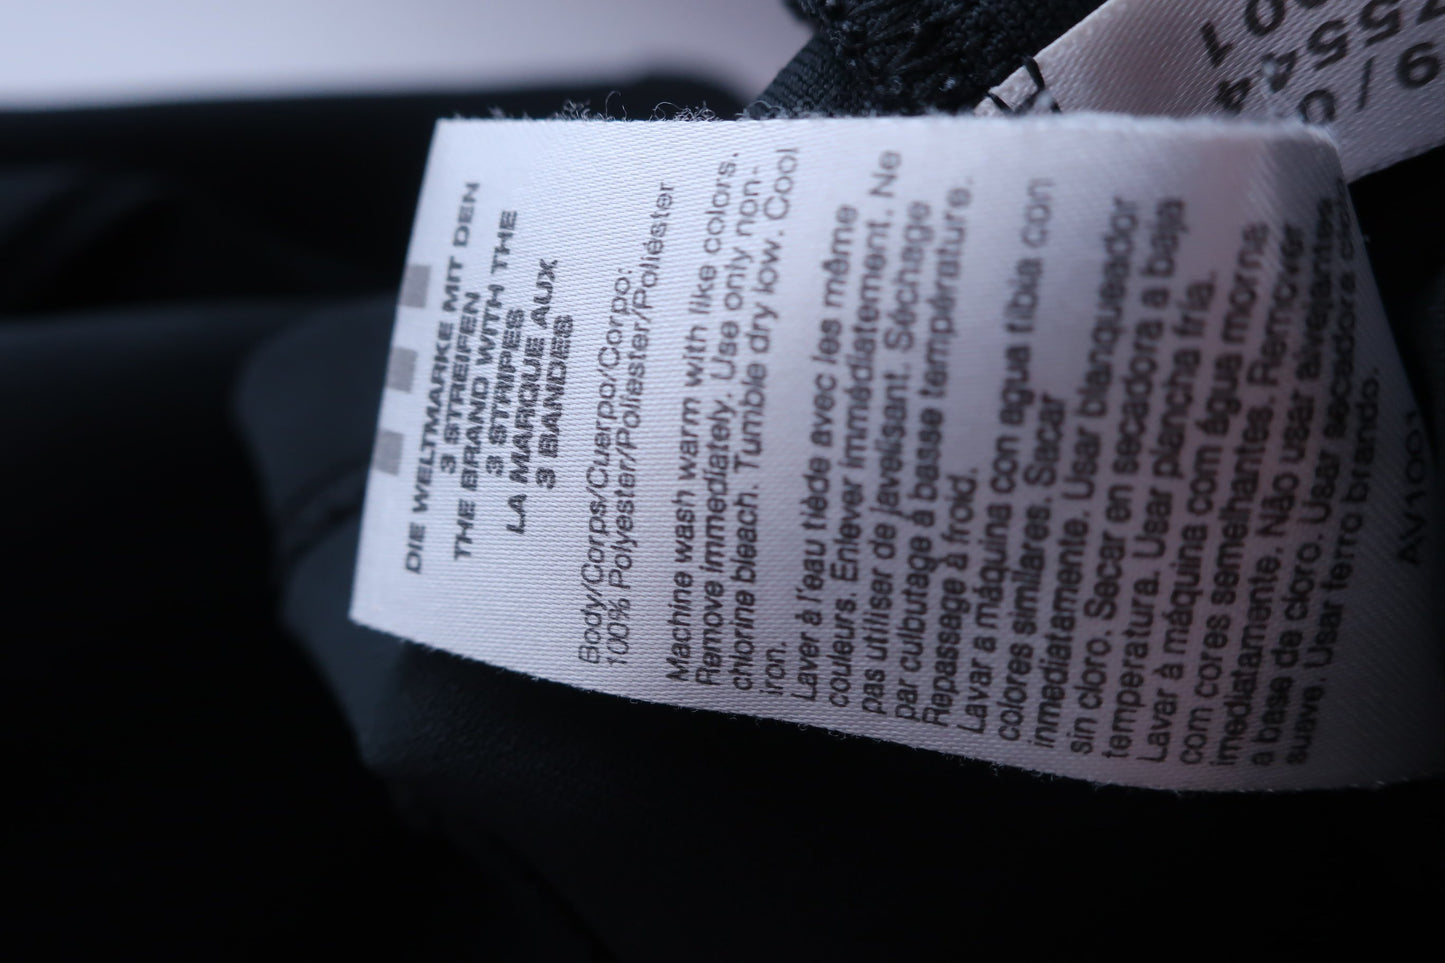 DIE WELTMARKE MIT DEN
3 STREIFEN
THE BRAND WITH THE
3 STRIPES
LA MARQUE AUX
3 BANDES
Body/Corps/Cuerpo/Corpo:
100% Polyester/Poliester/Poliéster
Machine wash warm with like colors.
Remove immediately. Use only non-
chlorine bleach. Tumble dry low. Cool
iron.
Laver à l'eau tiède avec les même
couleurs. Enlever immédiatement. Ne
pas utiliser de javelisant. Séchage
par culbutage à basse température.
Repassage à froid.
Lavar a máquina con agua tibia con
colores similares. Sacar
inmediatamente. Usar blanqueador
sin cloro. Secar en secadora a baja
temperatura. Usar plancha fría.
Lavar à máquina com água morna
com cores semelhantes. Remover
imediatamente. Não usar alvejantes
a base de cloro. Usar secadora
suave. Usar ferro brando.
AV1001